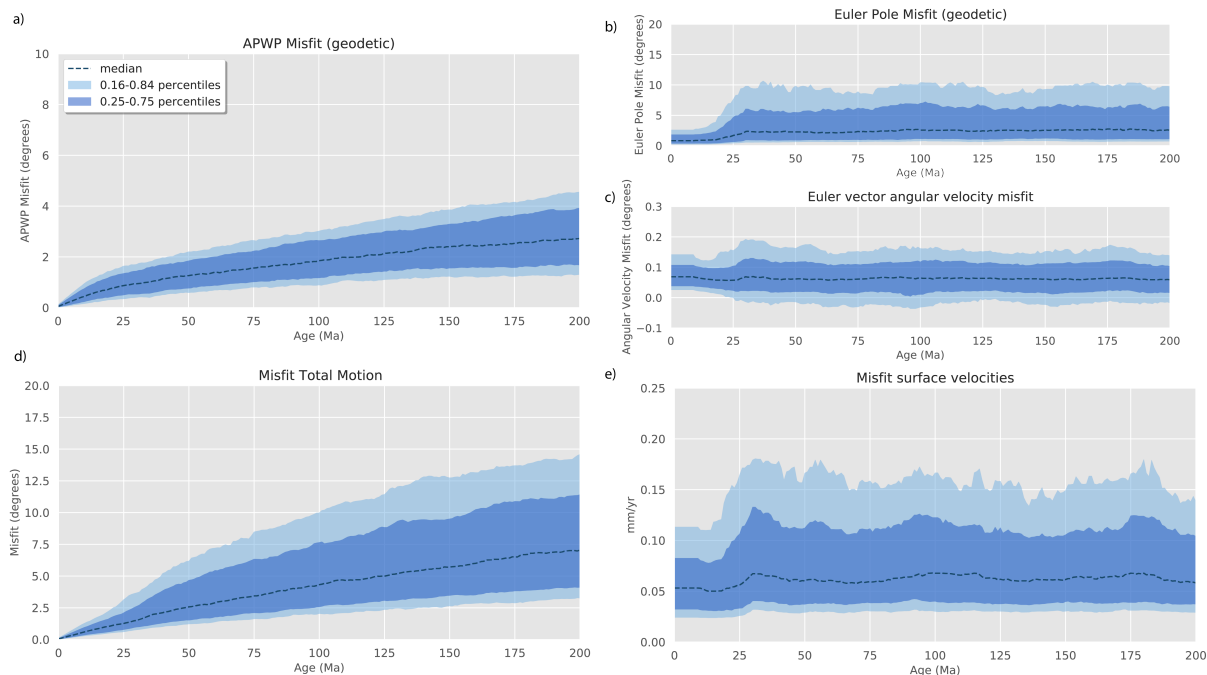 a)
APWP Misfit (geodetic)
10
8
6
4
2
0
APWP Misfit (degrees)
median
0.16-0.84 percentiles
0.25-0.75 percentiles
0 25 50 75 100 125 150 175 200
Age (Ma)
b)
Euler Pole Misfit (geodetic)
20
15
10
5
0
Euler Pole Misfit (degrees)
0 25 50 75 100 125 150 175 200
Age (Ma)
c)
Euler vector angular velocity misfit
0.3
0.2
0.1
0.0
−0.1
Angular Velocity Misfit (degrees)
0 25 50 75 100 125 150 175 200
Age (Ma)
d)
Misfit Total Motion
20.0
17.5
15.0
12.5
10.0
7.5
5.0
2.5
0.0
Misfit (degrees)
0 25 50 75 100 125 150 175 200
Age (Ma)
e)
Misfit surface velocities
0.25
0.20
0.15
0.10
0.05
0.00
mm/yr
0 25 50 75 100 125 150 175 200
Age (Ma)